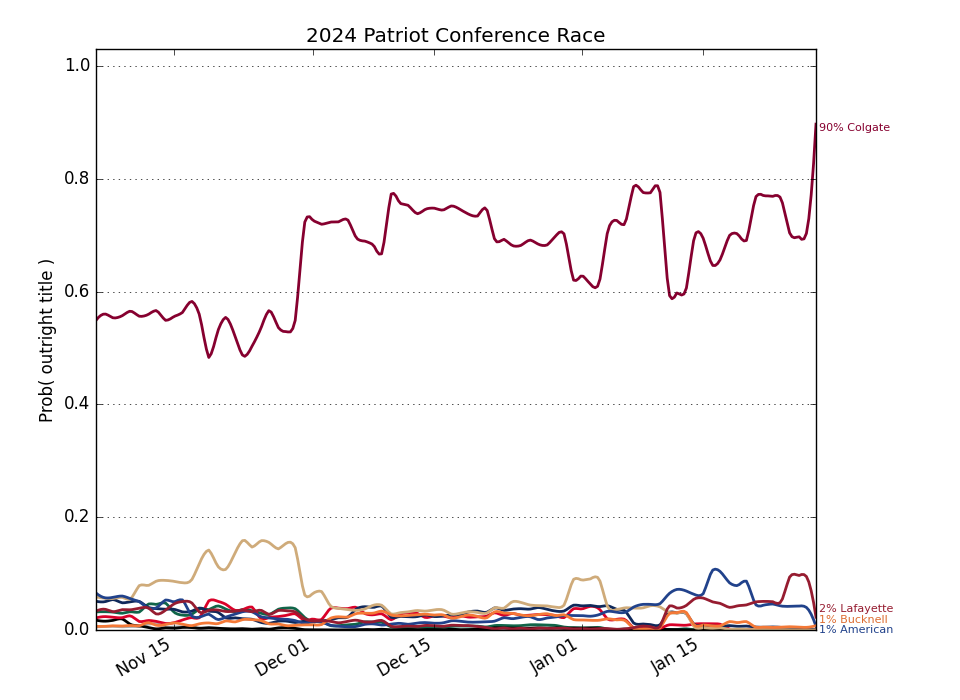 2024 Patriot Conference Race
1.0
0.8
0.6
0.4
0.2
0.0
Prob( outright title )
90% Colgate
2% Lafayette
1% Bucknell
1% American
Nov 15
Dec 01
Dec 15
Jan 01
Jan 15